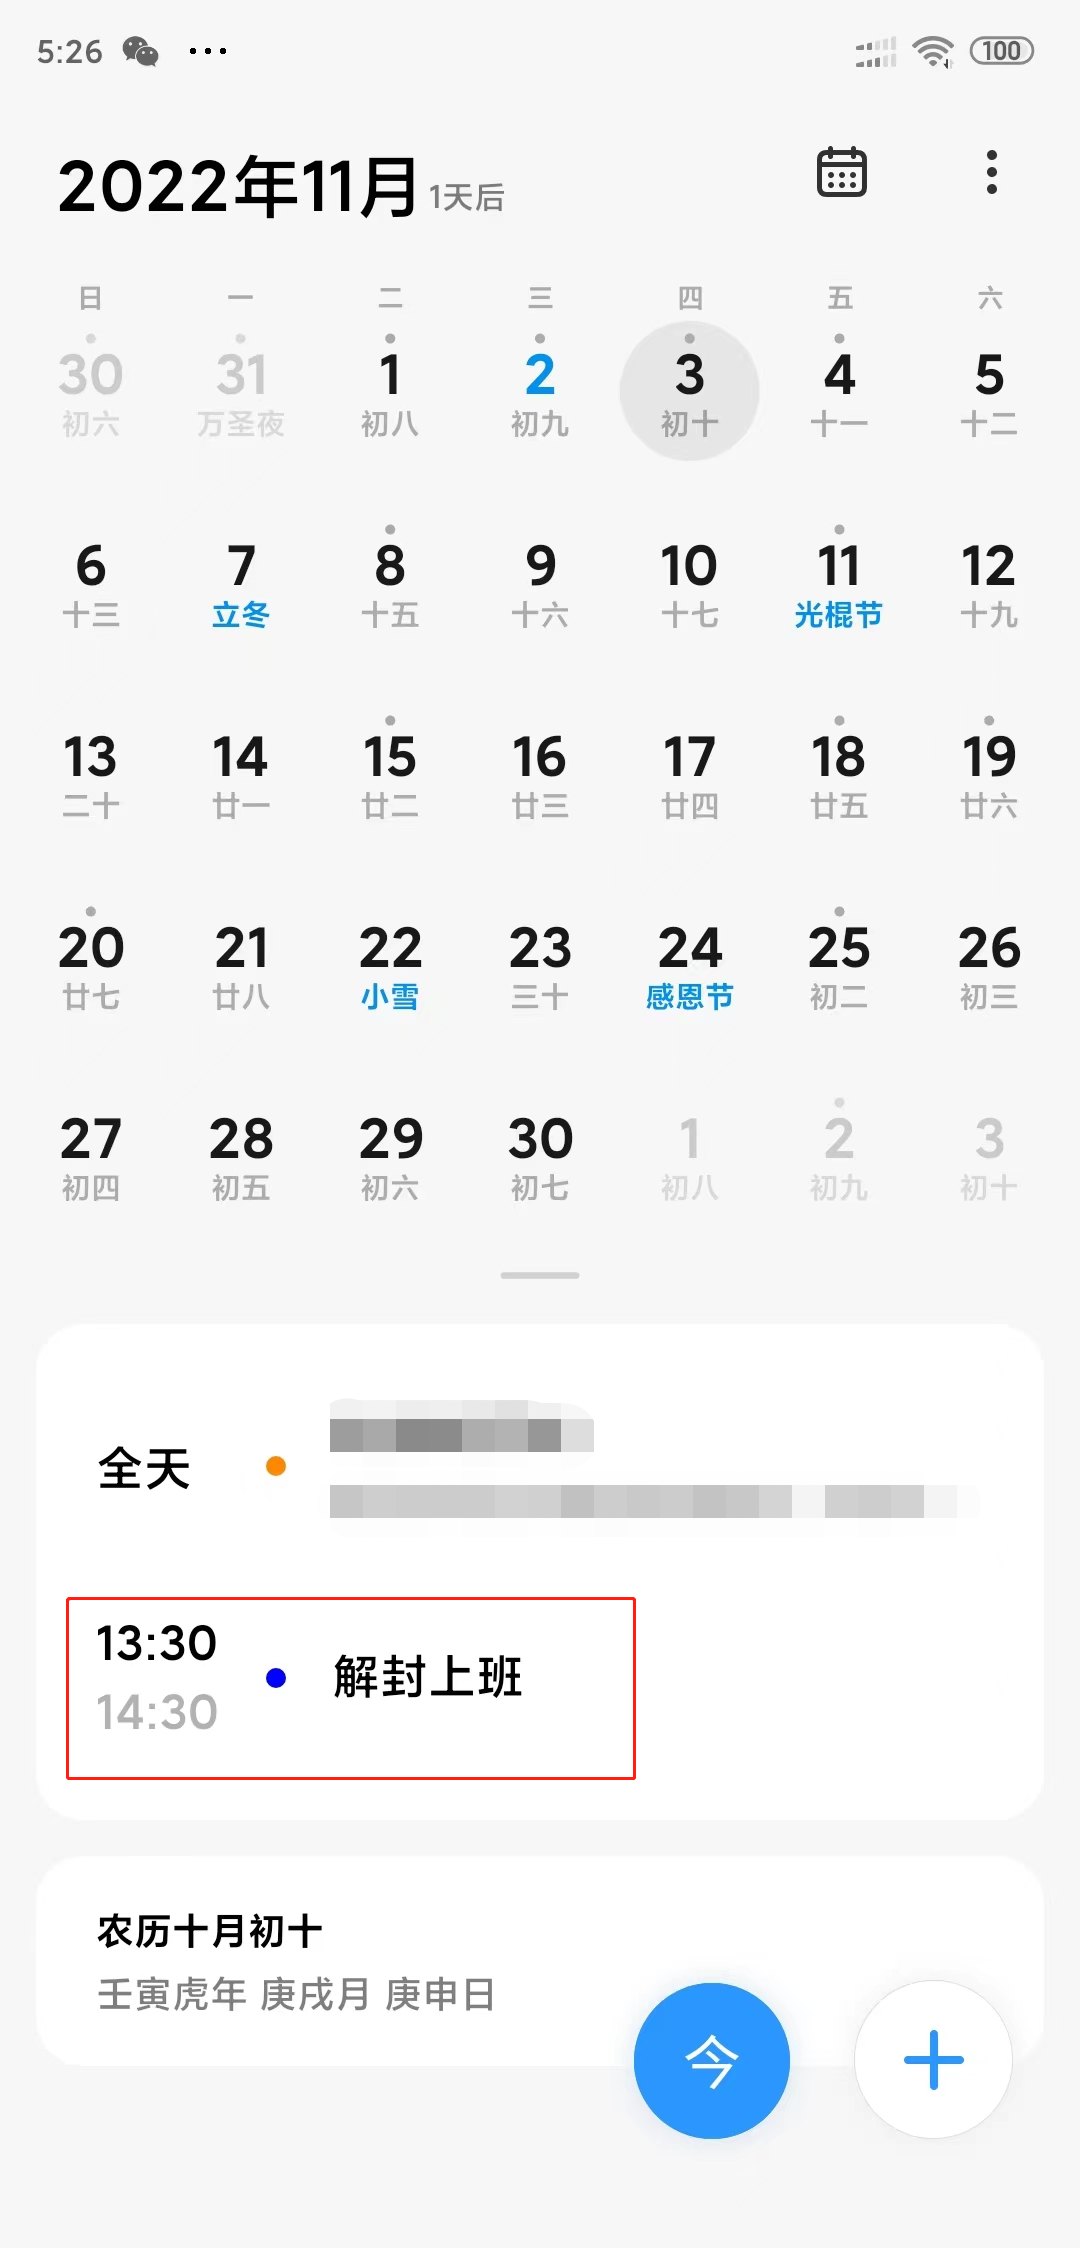 5:26
100
2022年11月 1天后
日 一 二 三 四 五 六
30 31 1 2 3 4 5
初六 万圣夜 初八 初九 初十 十一 十二
6 7 8 9 10 11 12
十三 立冬 十五 十六 十七 光棍节 十九
13 14 15 16 17 18 19
二十 廿一 廿二 廿三 廿四 廿五 廿六
20 21 22 23 24 25 26
廿七 廿八 小雪 三十 感恩节 初二 初三
27 28 29 30 1 2 3
初四 初五 初六 初七 初八 初九 初十
全天
13:30
解封上班
14:30
农历十月初十
壬寅虎年 庚戌月 庚申日
今